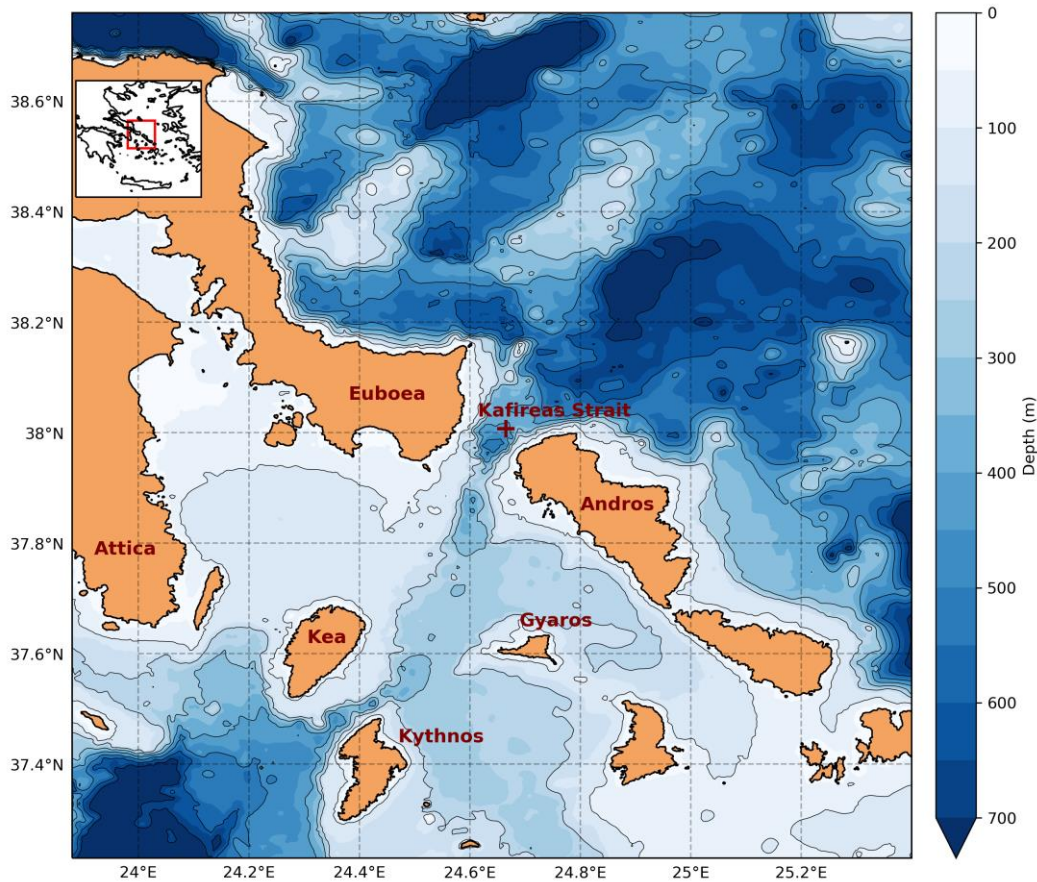 38.6°N
38.4°N
38.2°N
38°N
37.8°N
37.6°N
37.4°N
24°E
24.2°E
24.4°E
24.6°E
24.8°E
25°E
25.2°E
Euboea
Kafireas Strait
Andros
Attica
Gyaros
Kea
Kythnos
0
100
200
300
400
500
600
700
Depth (m)